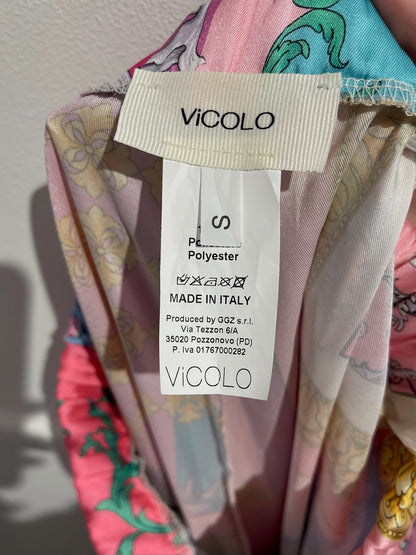 ViCOLO
S
Polyester
MADE IN ITALY
Produced by GGZ s.r.l.
Via Tezzon 6/A
35020 Pozzonovo (PD)
P. Iva 01767000282
ViCOLO